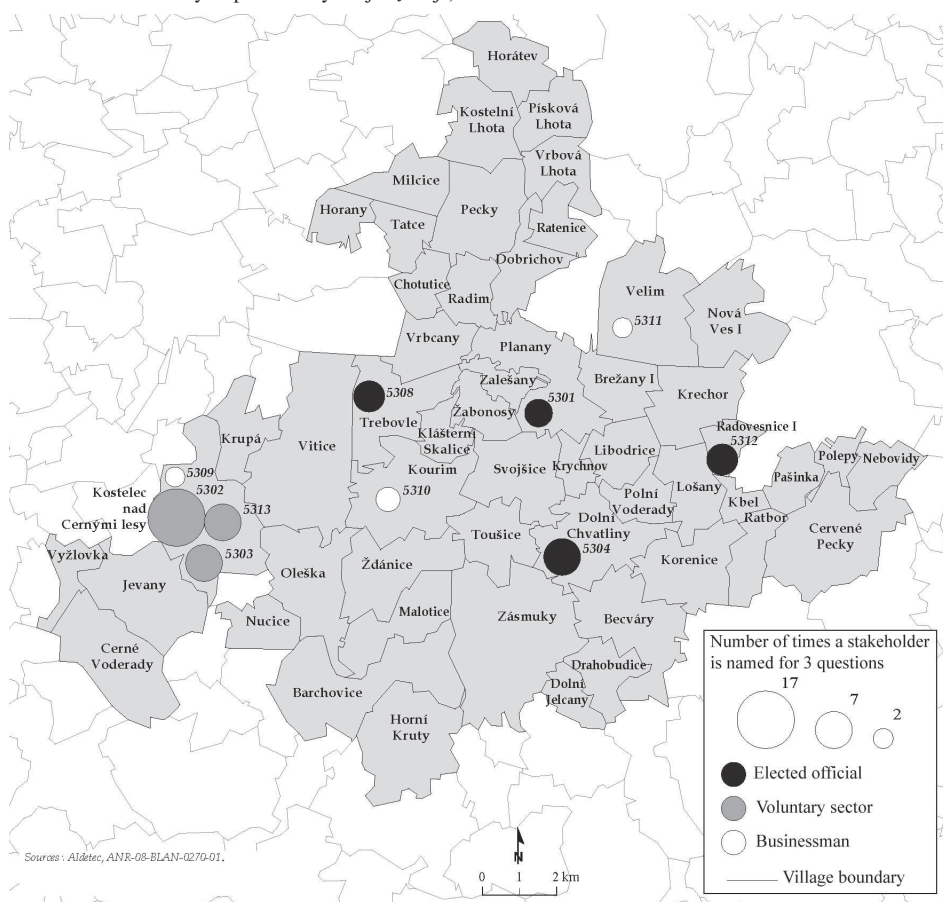 Horátev
Kostelní
Lhota
Písková
Lhota
Vrbová
Lhota
Milcice
Horany
Tatce
Pecky
Ratenice
Dobrichov
Chotutice
Radim
Velim
5311
Nová
Ves I
Vrbcany
Planany
Zalešany
Brežany I
Krechor
5308
Trebovle
Žabonosy
5301
Klášterní
Skalice
Radovesnice I
5312
Krupá
Vitice
Kourim
Svojšice
Krychnov
Libodrice
Lošany
Pašinka
Polepy
Nebovidy
5309
5302
Kostelec
nad
Cernými lesy
5313
5310
Polní
Voderady
Kbel
Ratbor
Cervené
Pecky
5303
Vyžlovka
Jevany
Oleška
Ždánice
Toušice
Dolní
Chvatliny
5304
Korenice
Nucice
Malotice
Zásmuky
Becváry
Cerné
Voderady
Barchovice
Drahobudice
Dolní
Jelcany
Horní
Kruty
Number of times a stakeholder
is named for 3 questions
17
7
2
Elected official
Voluntary sector
Businessman
Village boundary
Sources : Aldetec, ANR-08-BLAN-0270-01.
N
0 1 2 km